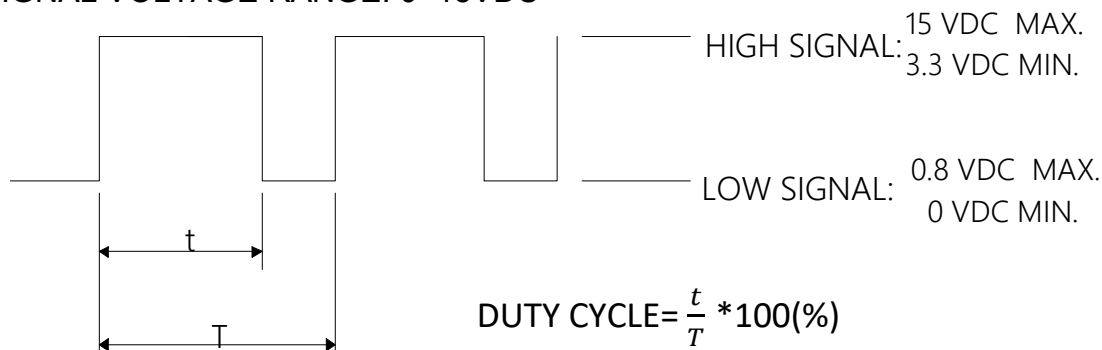 HIGH SIGNAL: 15 VDC MAX.
3.3 VDC MIN.
LOW SIGNAL: 0.8 VDC MAX.
0 VDC MIN.
t
T
DUTY CYCLE= t/T *100(%)